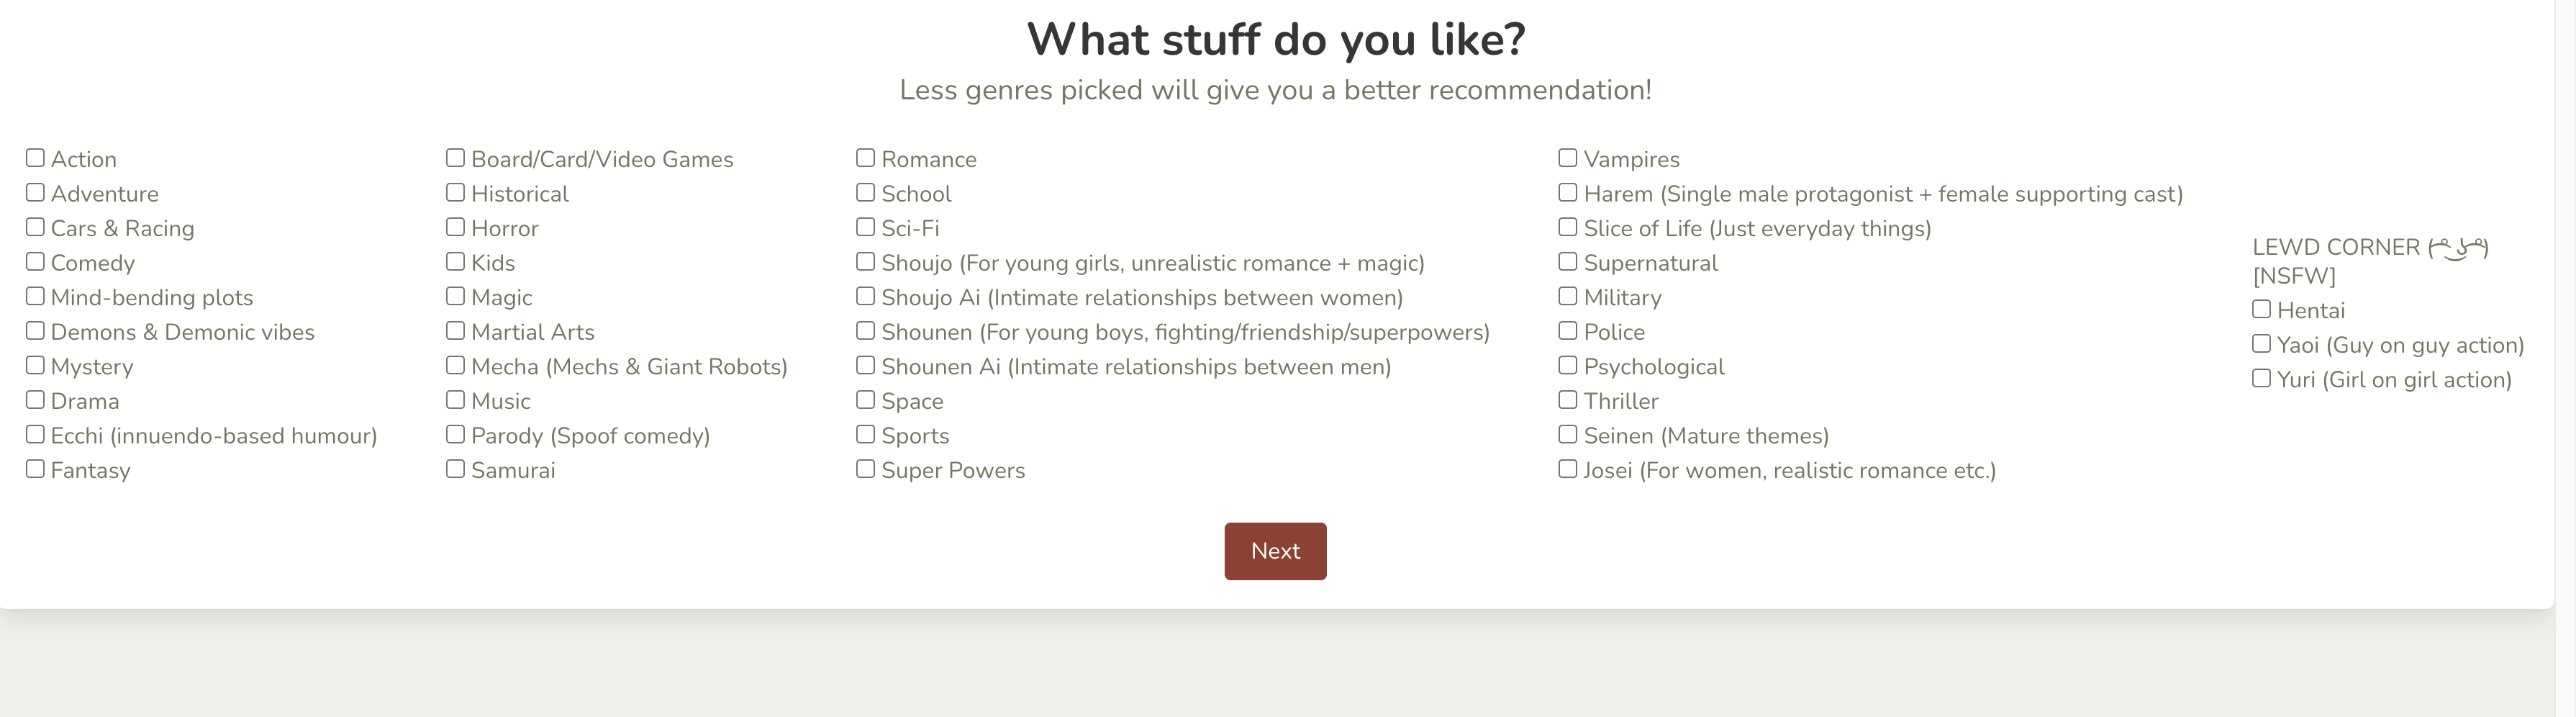 What stuff do you like?
Less genres picked will give you a better recommendation!
Action
Adventure
Cars & Racing
Comedy
Mind-bending plots
Demons & Demonic vibes
Mystery
Drama
Ecchi (innuendo-based humour)
Fantasy
Board/Card/Video Games
Historical
Horror
Kids
Magic
Martial Arts
Mecha (Mechs & Giant Robots)
Music
Parody (Spoof comedy)
Samurai
Romance
School
Sci-Fi
Shoujo (For young girls, unrealistic romance + magic)
Shoujo Ai (Intimate relationships between women)
Shounen (For young boys, fighting/friendship/superpowers)
Shounen Ai (Intimate relationships between men)
Space
Sports
Super Powers
Vampires
Harem (Single male protagonist + female supporting cast)
Slice of Life (Just everyday things)
Supernatural
Military
Police
Psychological
Thriller
Seinen (Mature themes)
Josei (For women, realistic romance etc.)
LEWD CORNER ( ͡° ͜ʖ ͡°)
[NSFW]
Hentai
Yaoi (Guy on guy action)
Yuri (Girl on girl action)
Next